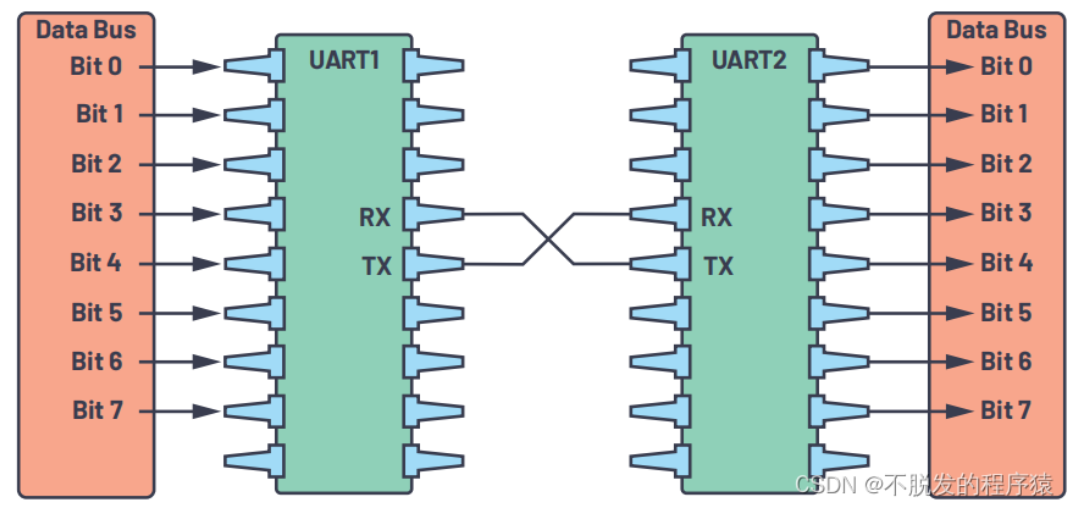 Data Bus
Bit 0
Bit 1
Bit 2
Bit 3
Bit 4
Bit 5
Bit 6
Bit 7
UART1
RX
TX
UART2
RX
TX
Data Bus
Bit 0
Bit 1
Bit 2
Bit 3
Bit 4
Bit 5
Bit 6
Bit 7
CSDN @不脱发的程序猿